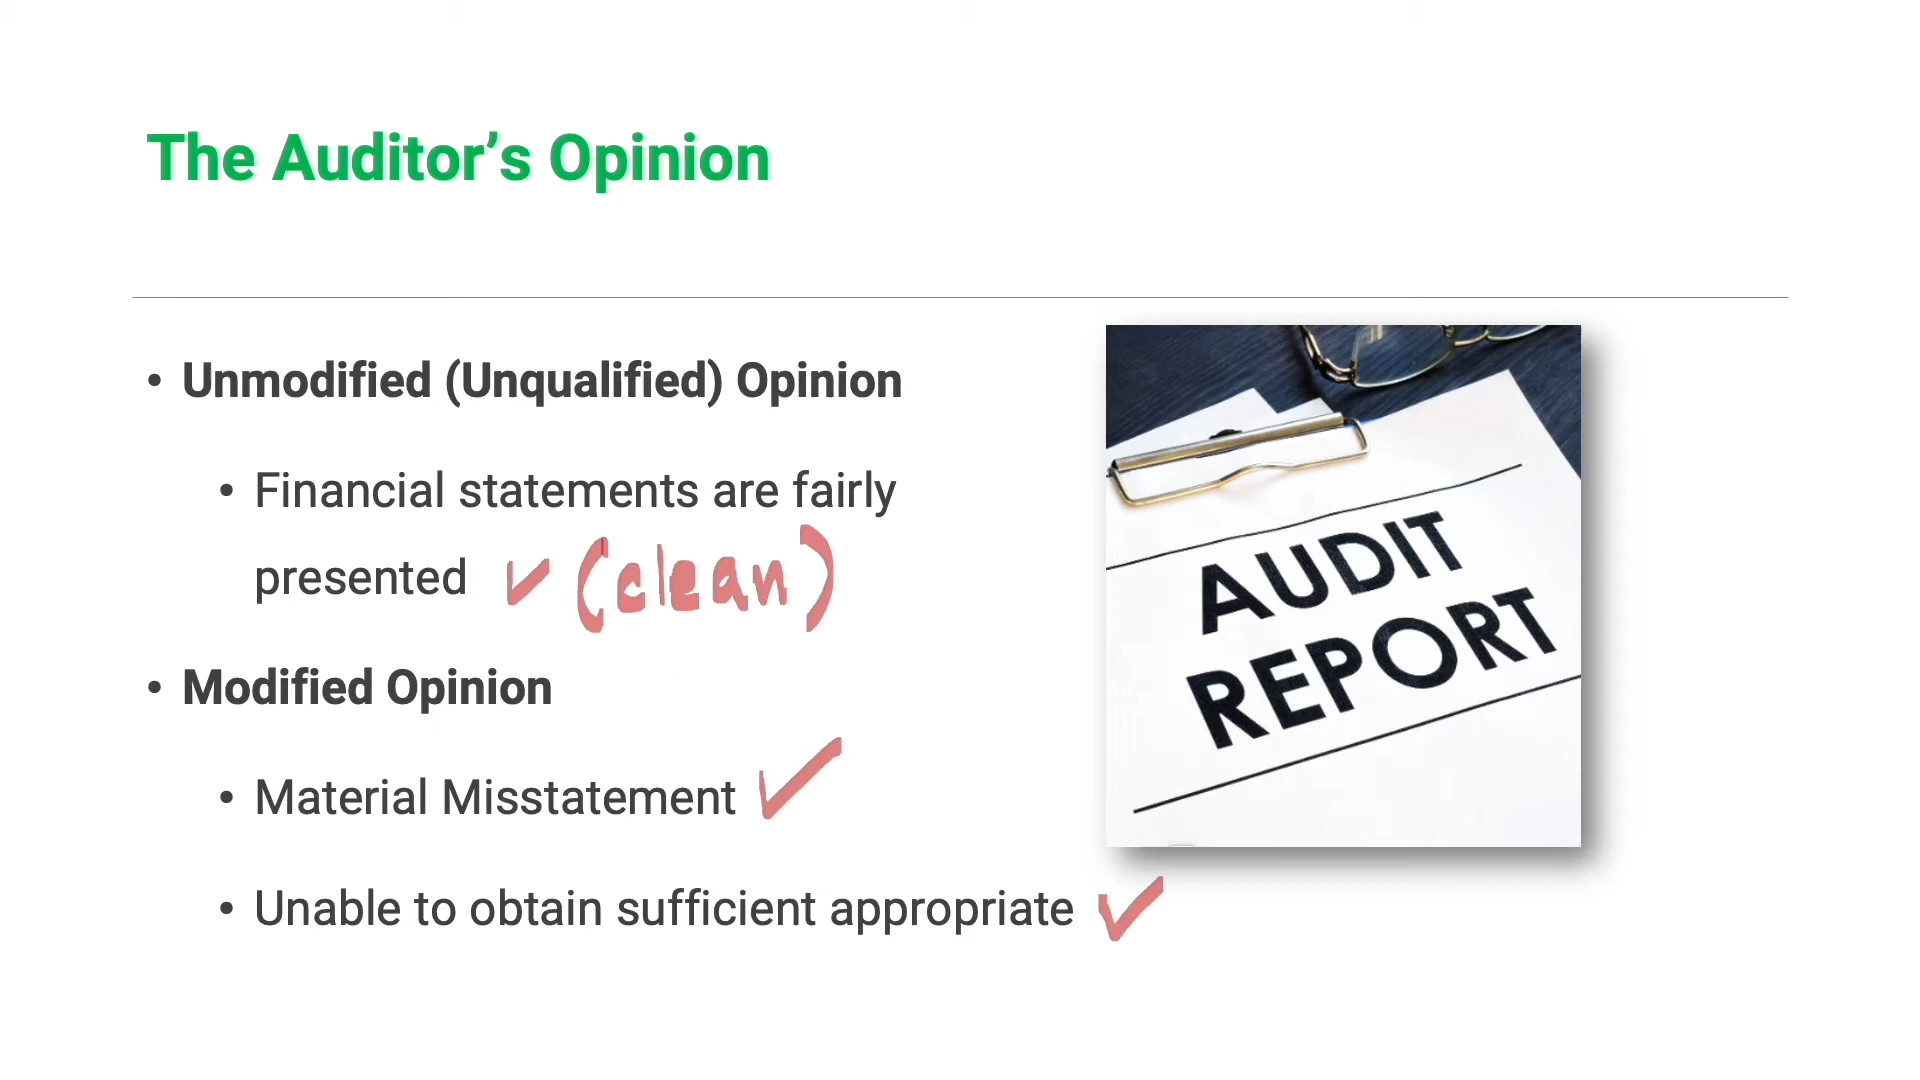 The Auditor’s Opinion
• Unmodified (Unqualified) Opinion
• Financial statements are fairly
presented ✓ (clean)
• Modified Opinion
• Material Misstatement ✓
• Unable to obtain sufficient appropriate ✓
AUDIT
REPORT